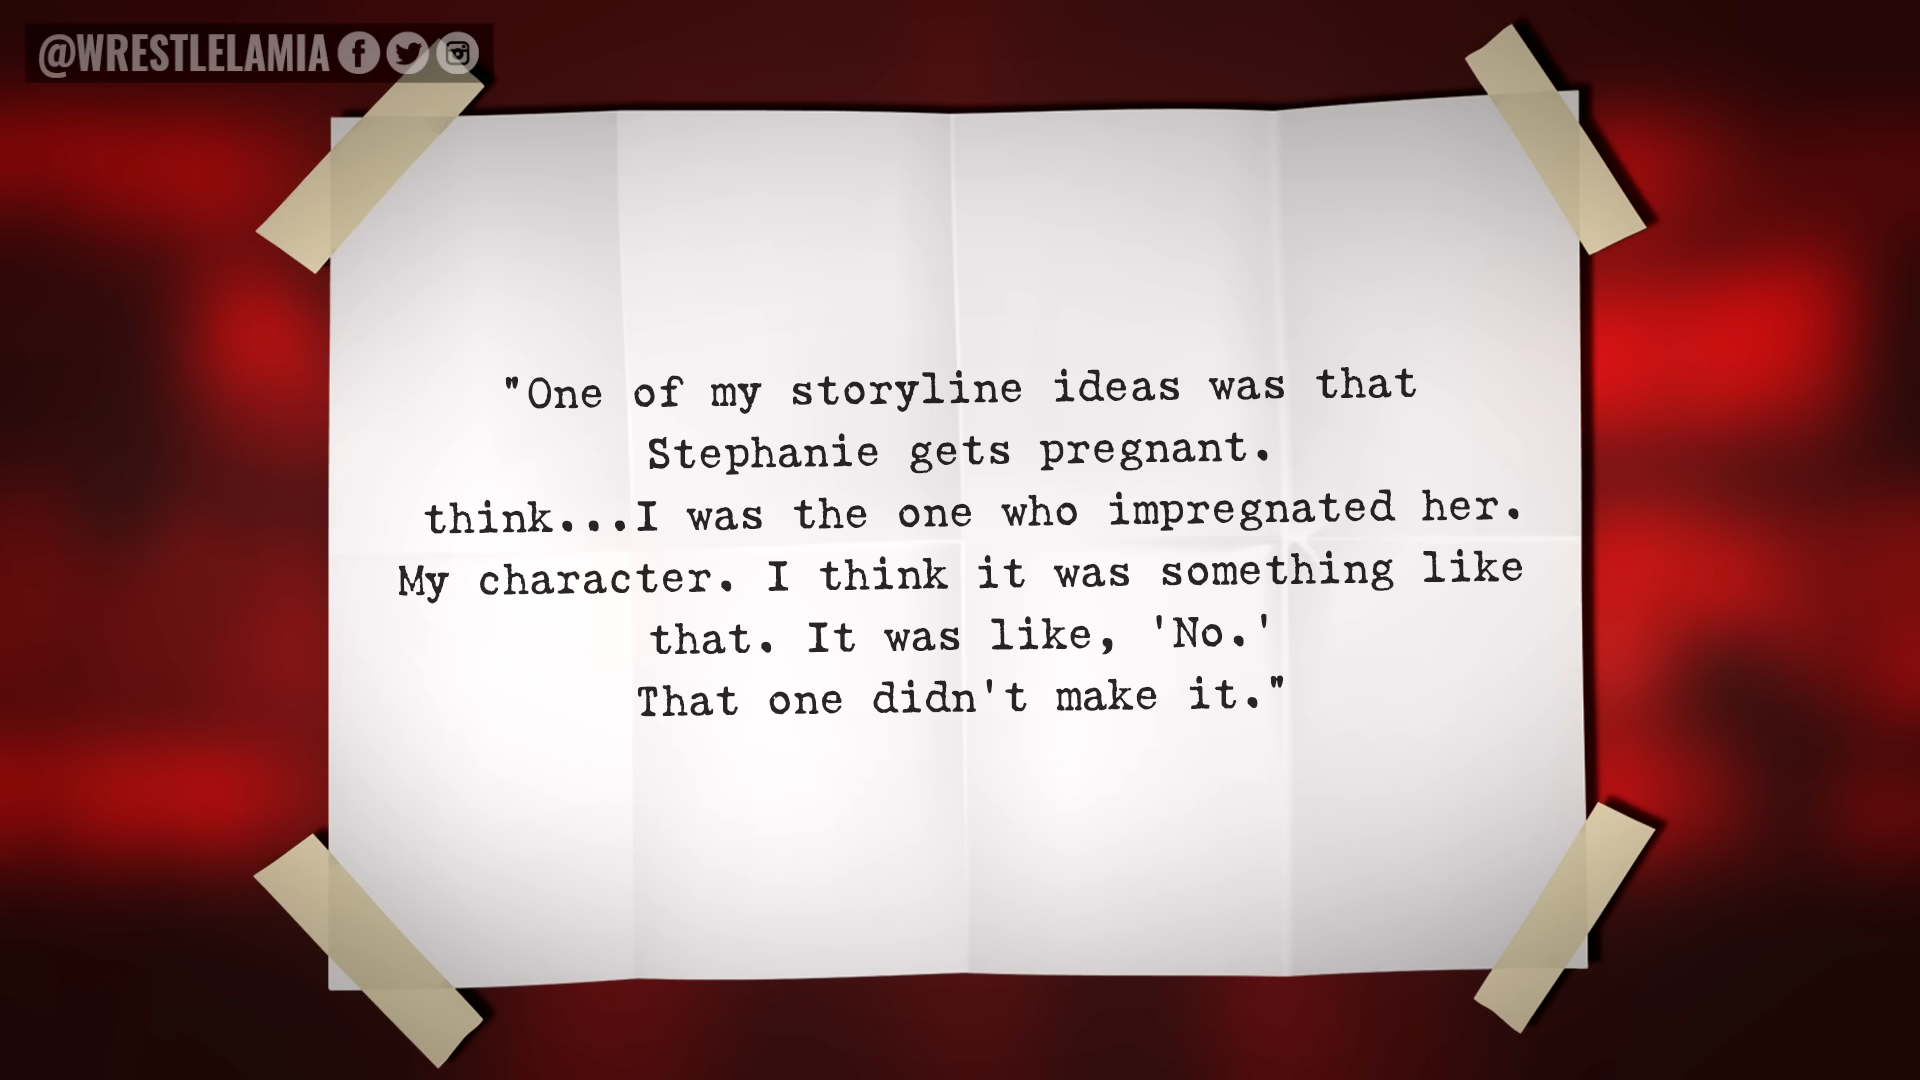 @WRESTLELAMIA
"One of my storyline ideas was that
Stephanie gets pregnant.
think...I was the one who impregnated her.
My character. I think it was something like
that. It was like, 'No.'
That one didn't make it."